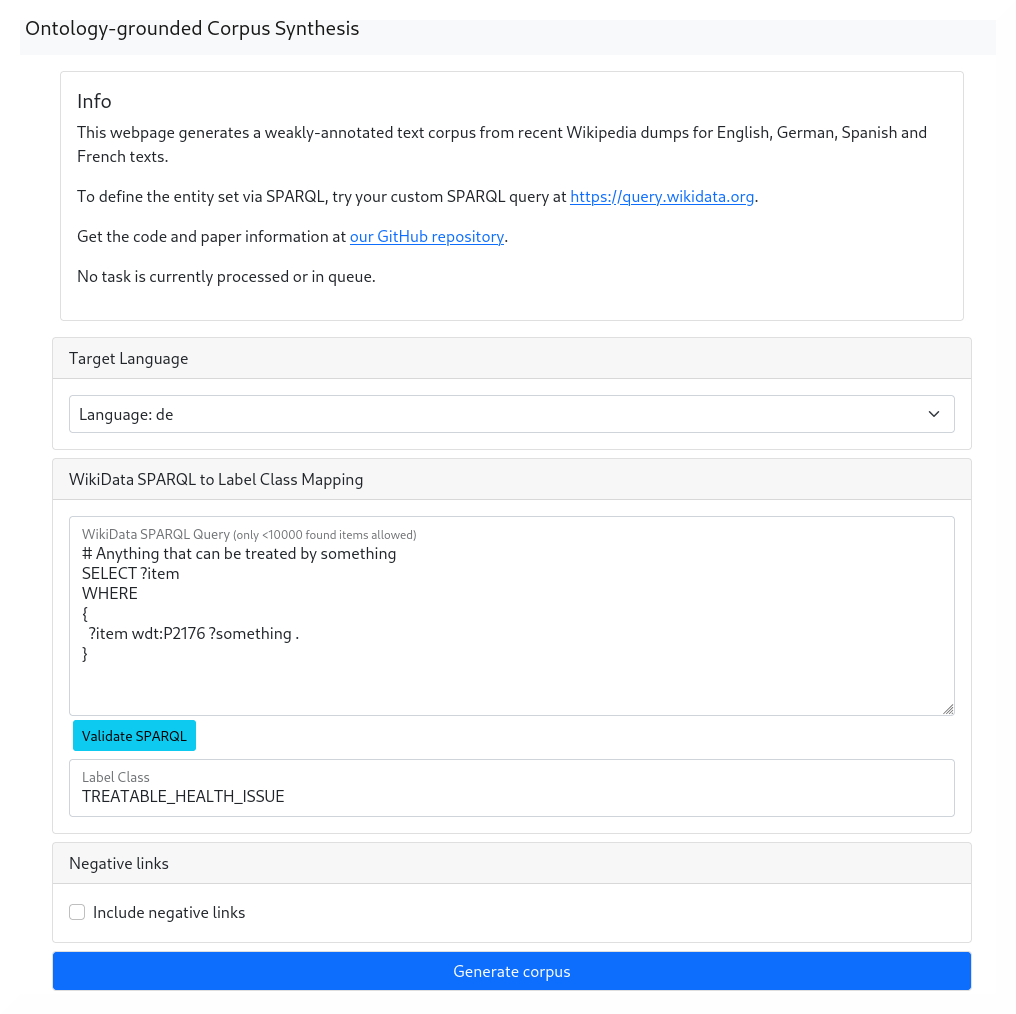 Ontology-grounded Corpus Synthesis
Info
This webpage generates a weakly-annotated text corpus from recent Wikipedia dumps for English, German, Spanish and
French texts.
To define the entity set via SPARQL, try your custom SPARQL query at https://query.wikidata.org.
Get the code and paper information at our GitHub repository.
No task is currently processed or in queue.
Target Language
Language: de
WikiData SPARQL to Label Class Mapping
WikiData SPARQL Query (only <10000 found items allowed)
# Anything that can be treated by something
SELECT ?item
WHERE
{
  ?item wdt:P2176 ?something .
}
Validate SPARQL
Label Class
TREATABLE_HEALTH_ISSUE
Negative links
Include negative links
Generate corpus